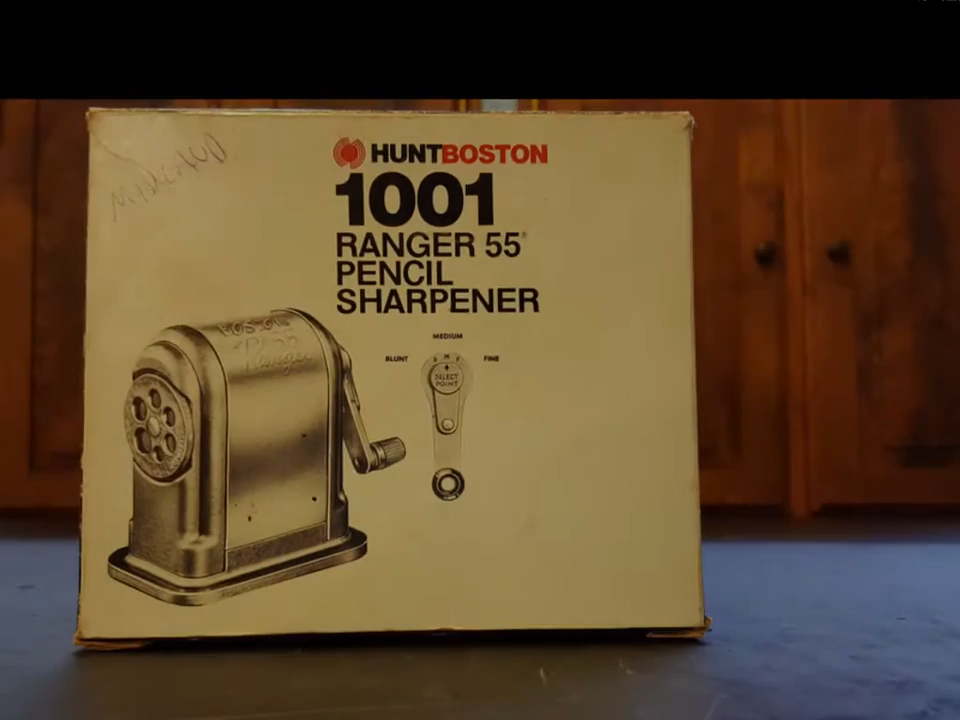 HUNTBOSTON
1001
RANGER 55®
PENCIL
SHARPENER
MEDIUM
BLUNT
FINE
B M F
SELECT
POINT
BOSTON
Ranger